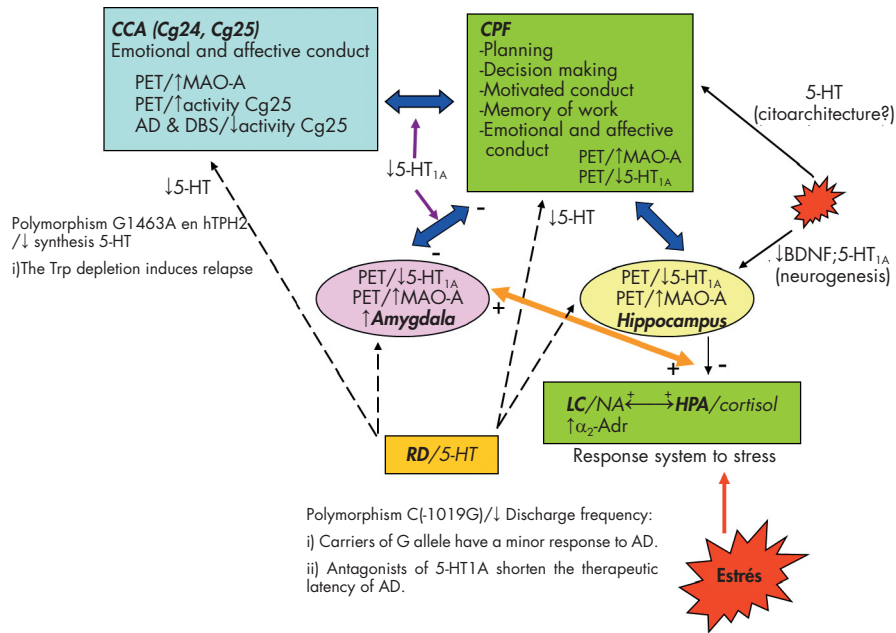 CCA (Cg24, Cg25)
Emotional and affective conduct
PET/↑MAO-A
PET/↑activity Cg25
AD & DBS/↓activity Cg25
CPF
-Planning
-Decision making
-Motivated conduct
-Memory of work
-Emotional and affective
conduct
PET/↑MAO-A
PET/↓5-HT1A
5-HT
(citoarchitecture?)
↓5-HT1A
↓5-HT
Polymorphism G1463A en hTPH2
/↓ synthesis 5-HT
i)The Trp depletion induces relapse
-
-
↓5-HT
↓BDNF;5-HT1A
(neurogenesis)
PET/↓5-HT1A
PET/↑MAO-A
↑Amygdala
+
PET/↓5-HT1A
PET/↑MAO-A
Hippocampus
+
-
LC/NA +⟷+ HPA/cortisol
↑α2-Adr
Response system to stress
RD/5-HT
Polymorphism C(-1019G)/↓ Discharge frequency:
i) Carriers of G allele have a minor response to AD.
ii) Antagonists of 5-HT1A shorten the therapeutic
latency of AD.
Estrés